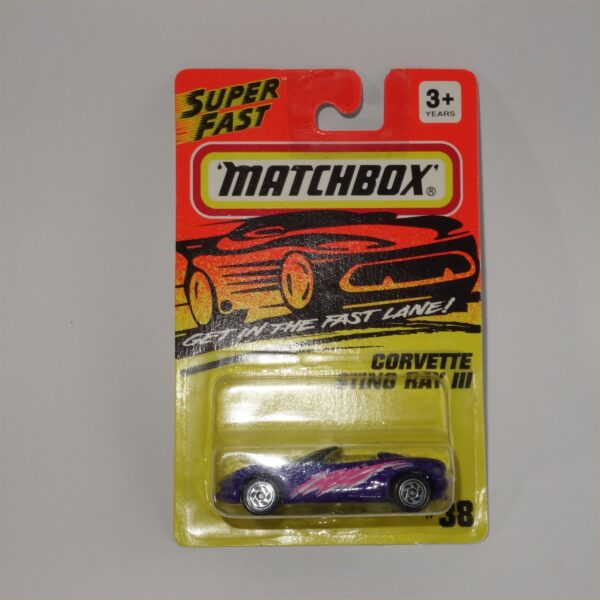 SUPER
FAST
3+
YEARS
'MATCHBOX'®
GET IN THE FAST LANE!
CORVETTE
STING RAY III
#38